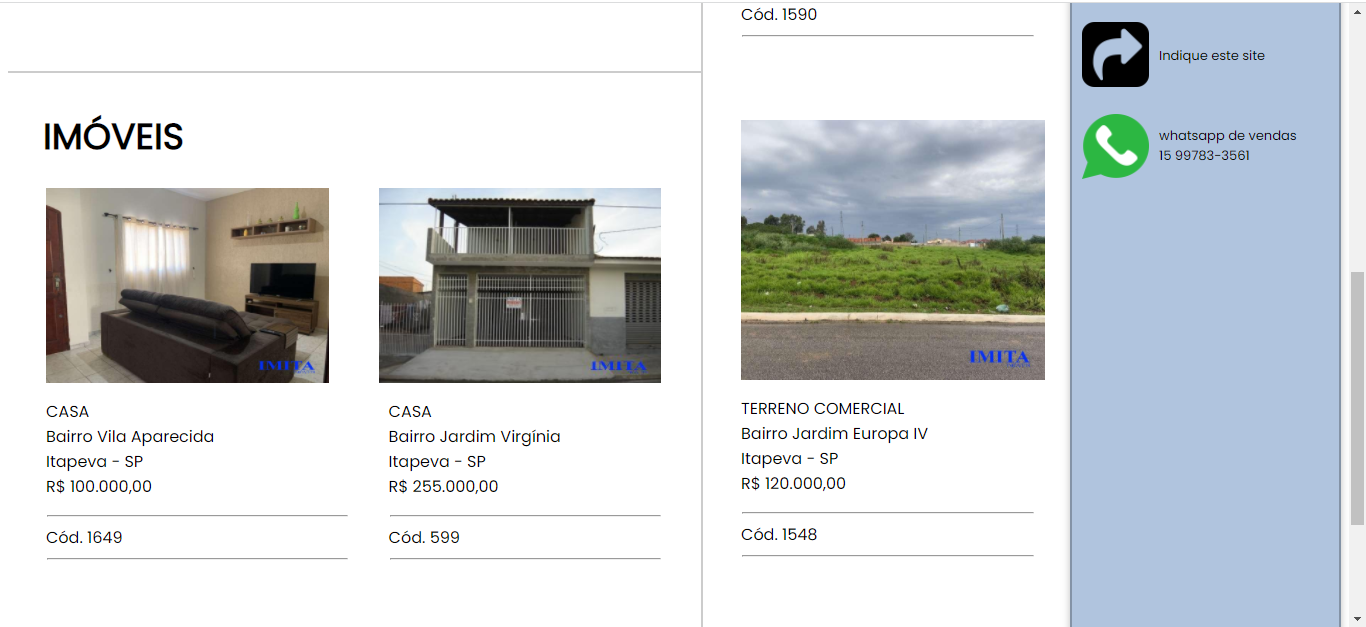 IMÓVEIS
IMITA
CASA
Bairro Vila Aparecida
Itapeva - SP
R$ 100.000,00
Cód. 1649
IMITA
CASA
Bairro Jardim Virgínia
Itapeva - SP
R$ 255.000,00
Cód. 599
Cód. 1590
IMITA
TERRENO COMERCIAL
Bairro Jardim Europa IV
Itapeva - SP
R$ 120.000,00
Cód. 1548
Indique este site
whatsapp de vendas
15 99783-3561